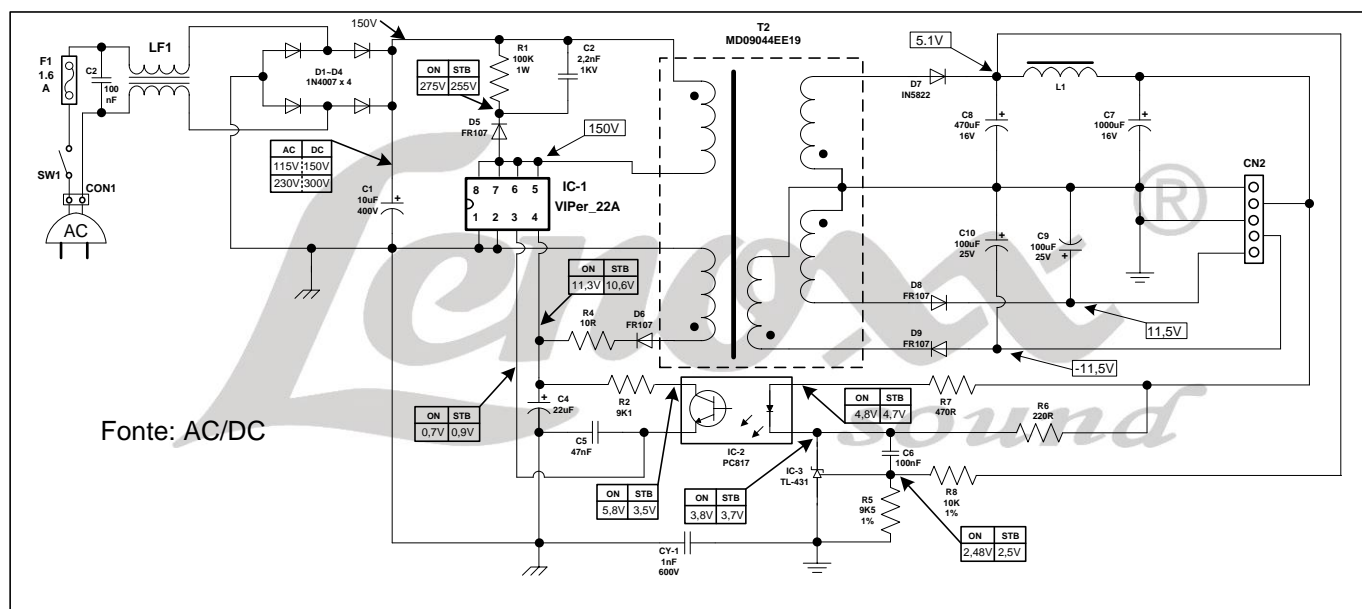 150V
T2
MD09044EE19
5.1V
F1
1.6
A
C2
100
nF
LF1
D1~D4
1N4007 x 4
R1
100K
1W
C2
2,2nF
1KV
ON STB
275V 255V
D5
FR107
150V
D7
IN5822
L1
C8
470uF
16V
C7
1000uF
16V
CN2
®
AC DC
115V 150V
230V 300V
SW1
CON1
AC
C1
10uF
400V
8 7 6 5
1 2 3 4
IC-1
VIPer_22A
C10
100uF
25V
C9
100uF
25V
ON STB
11,3V 10,6V
R4
10R
D6
FR107
D8
FR107
D9
FR107
11,5V
-11,5V
Lenoxx
sound
Fonte: AC/DC
ON STB
0,7V 0,9V
C4
22uF
R2
9K1
C5
47nF
IC-2
PC817
ON STB
4,8V 4,7V
R7
470R
R6
220R
ON STB
5,8V 3,5V
ON STB
3,8V 3,7V
IC-3
TL-431
C6
100nF
R5
9K5
1%
R8
10K
1%
ON STB
2,48V 2,5V
CY-1
1nF
600V